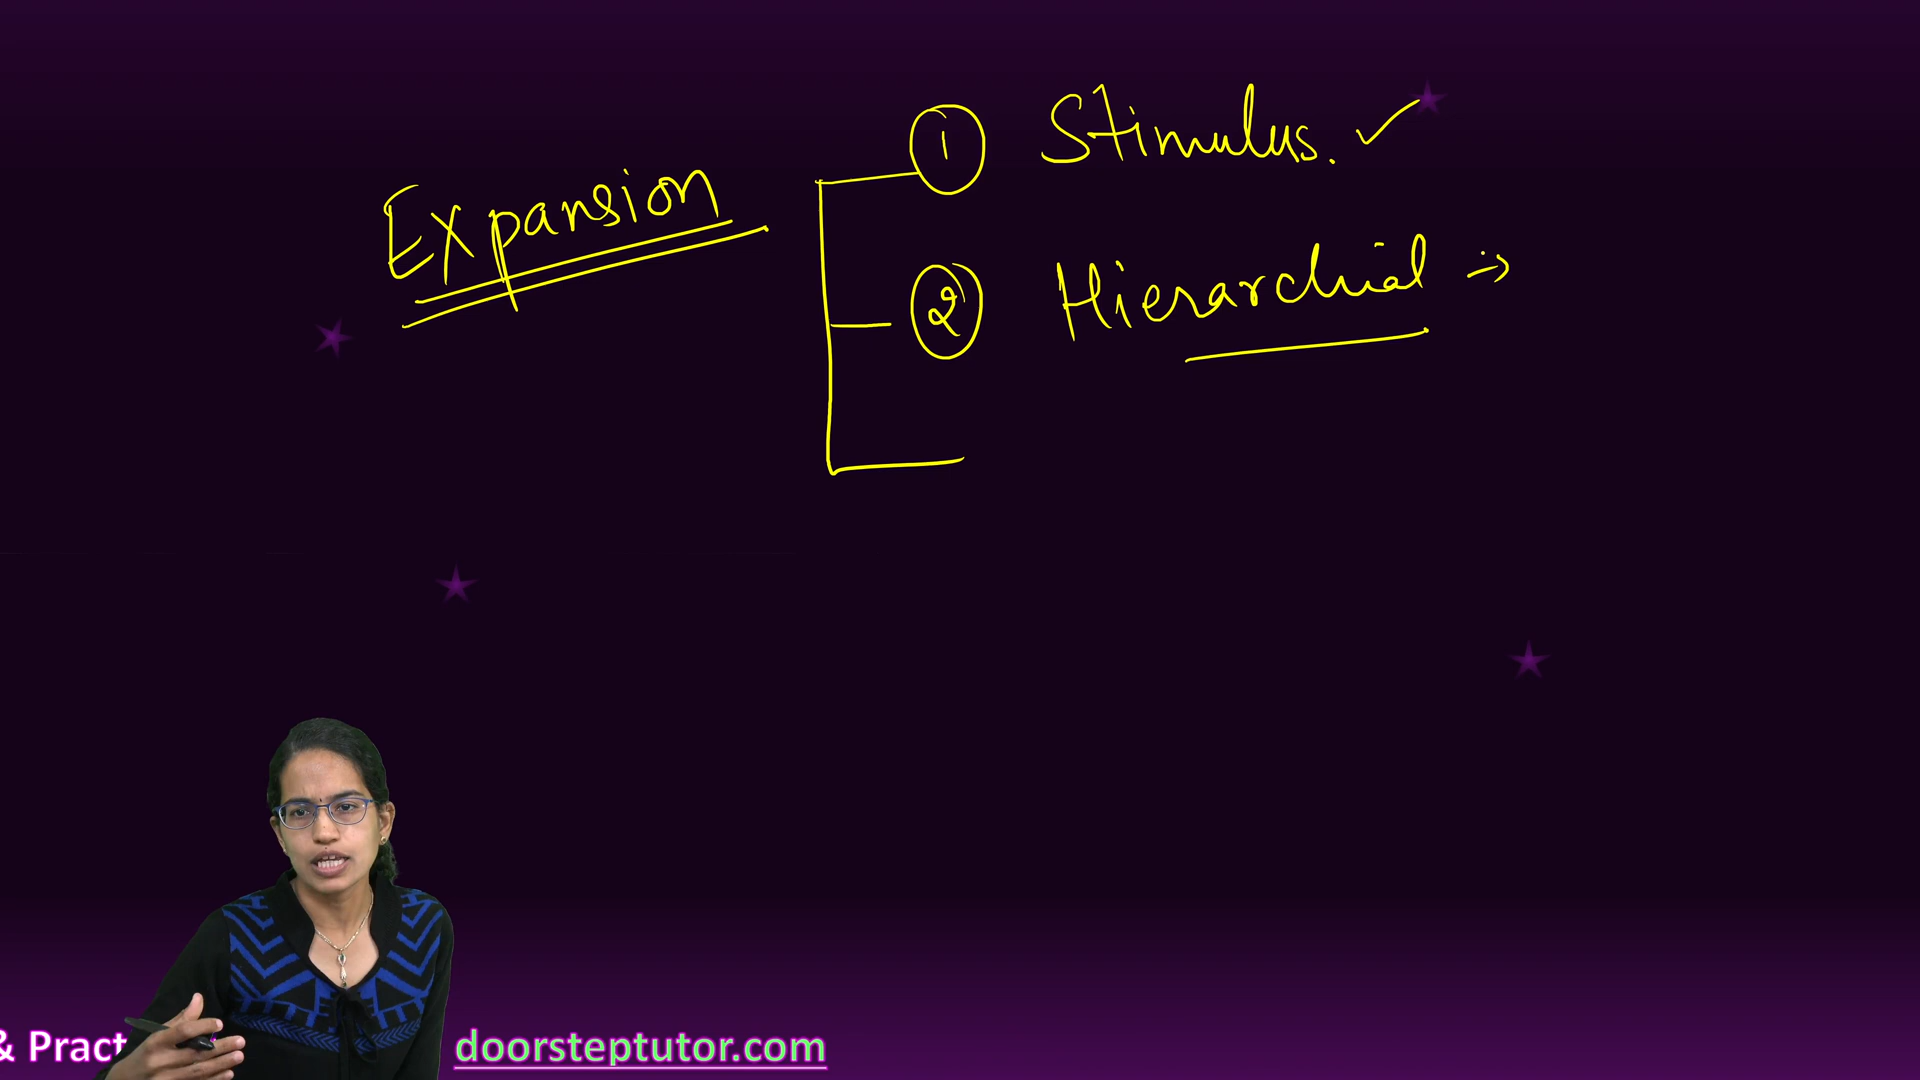 Expansion
1 Stimulus. ✓
2 Hierarchial ⇒
& Pract
doorsteptutor.com